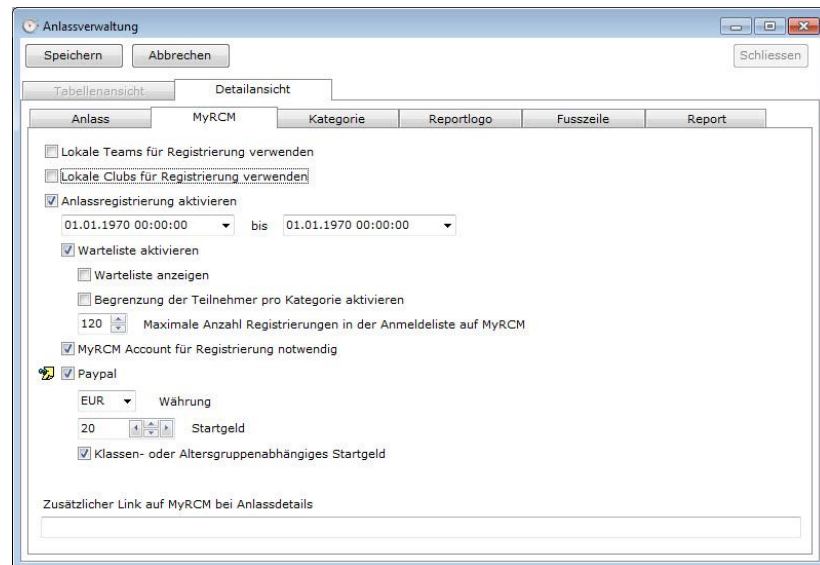 Anlassverwaltung
Speichern Abbrechen Schliessen
Tabellenansicht Detailansicht
Anlass MyRCM Kategorie Reportlogo Fusszeile Report
Lokale Teams für Registrierung verwenden
Lokale Clubs für Registrierung verwenden
Anlassregistrierung aktivieren
01.01.1970 00:00:00 bis 01.01.1970 00:00:00
Warteliste aktivieren
Warteliste anzeigen
Begrenzung der Teilnehmer pro Kategorie aktivieren
120 Maximale Anzahl Registrierungen in der Anmeldeliste auf MyRCM
MyRCM Account für Registrierung notwendig
Paypal
EUR Währung
20 Startgeld
Klassen- oder Altersgruppenabhängiges Startgeld
Zusätzlicher Link auf MyRCM bei Anlassdetails